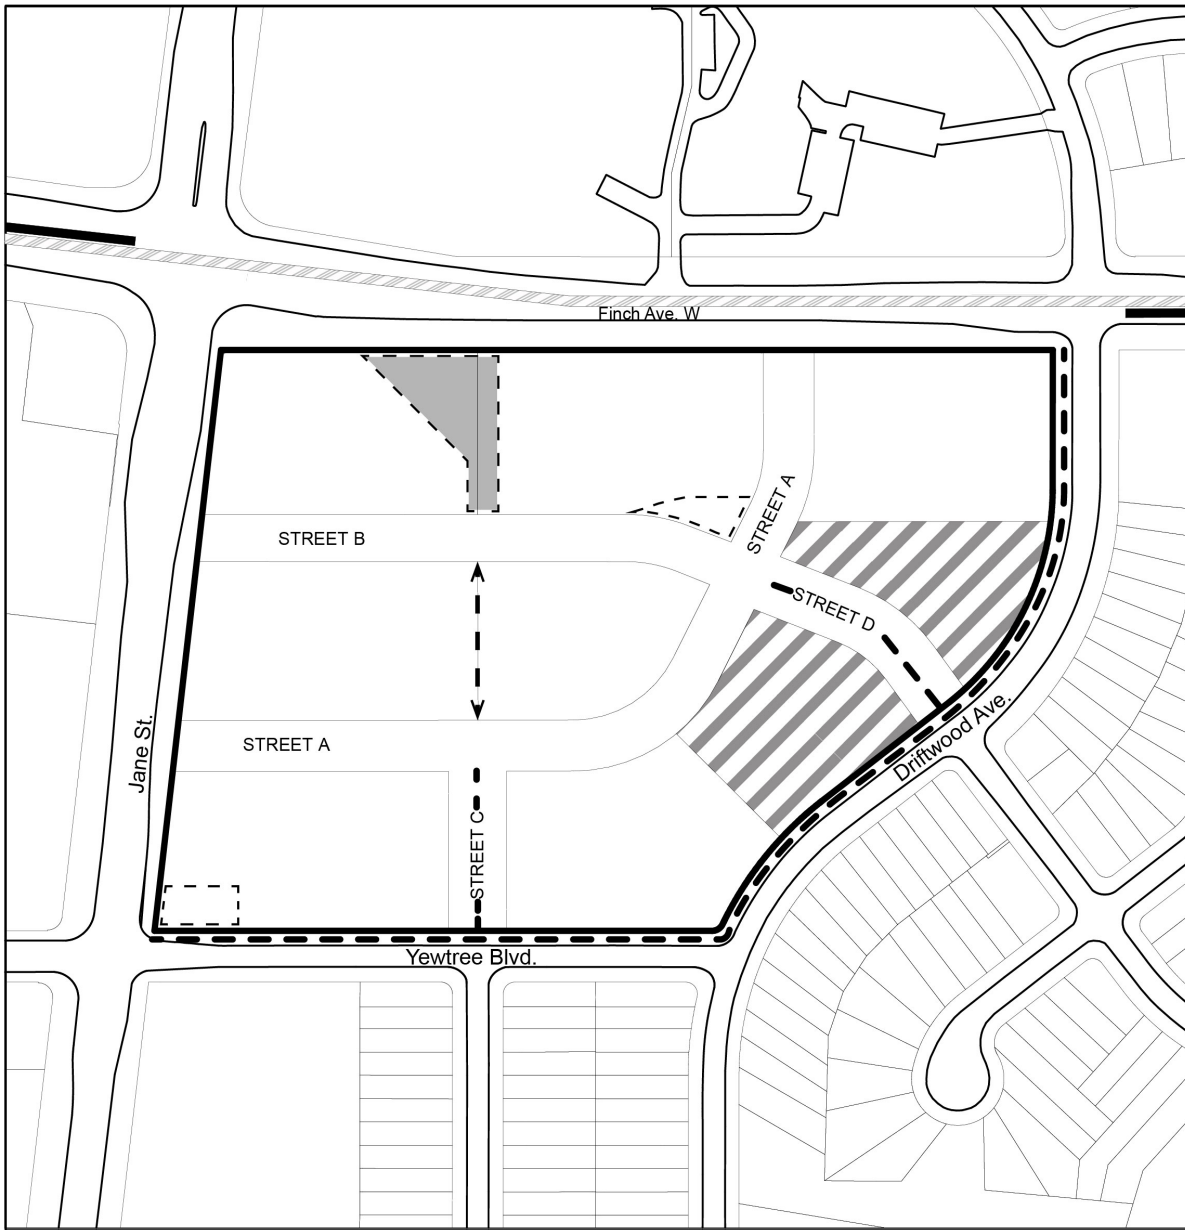 Finch Ave. W
STREET A
STREET B
STREET D
Driftwood Ave.
Jane St.
STREET A
STREET C
Yewtree Blvd.